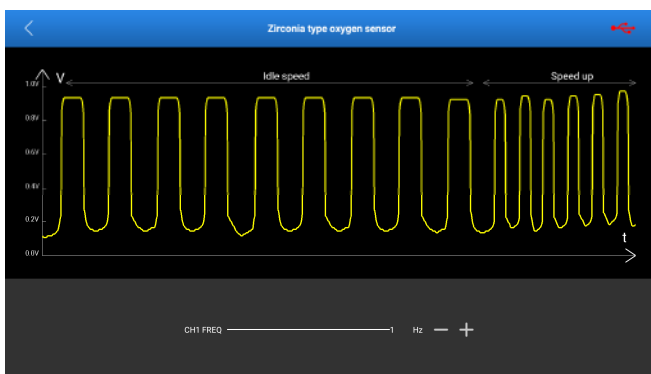 Zirconia type oxygen sensor
V
Idle speed
Speed up
1.0V
0.8V
0.6V
0.4V
0.2V
0.0V
t
CH1 FREQ 1 Hz